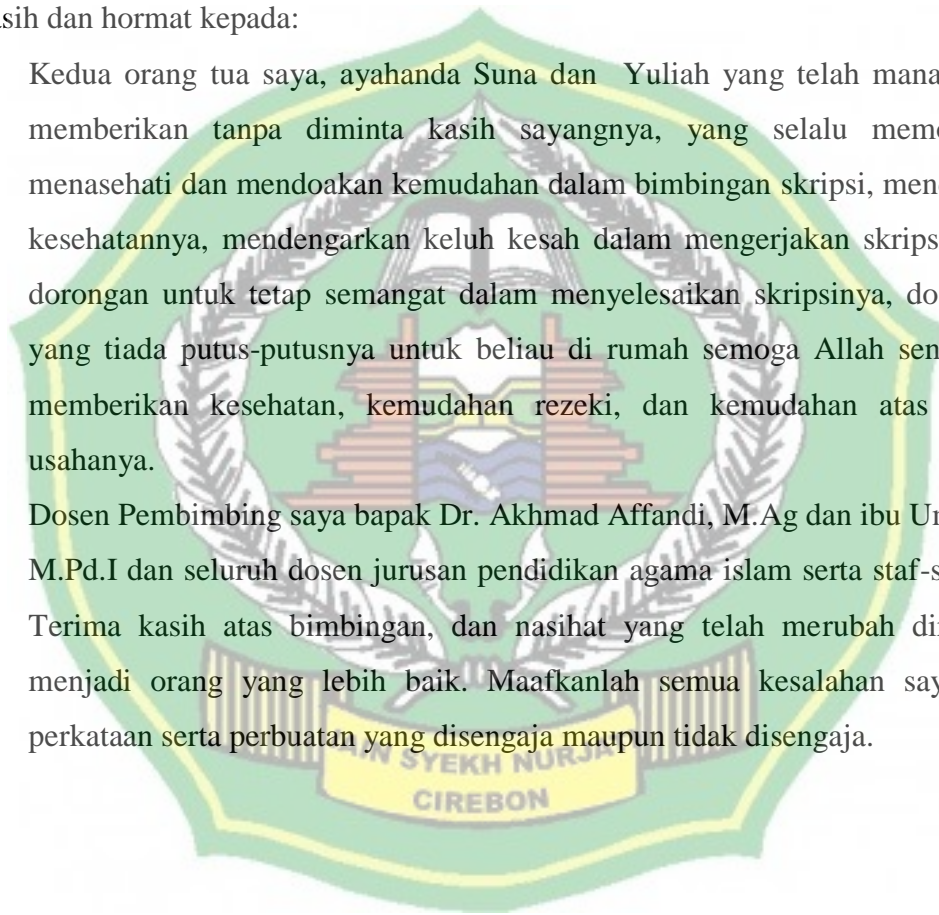 asih dan hormat kepada:
Kedua orang tua saya, ayahanda Suna dan Yuliah yang telah mana
memberikan tanpa diminta kasih sayangnya, yang selalu mem
menasehati dan mendoakan kemudahan dalam bimbingan skripsi, men
kesehatannya, mendengarkan keluh kesah dalam mengerjakan skrips
dorongan untuk tetap semangat dalam menyelesaikan skripsinya, do
yang tiada putus-putusnya untuk beliau di rumah semoga Allah sen
memberikan kesehatan, kemudahan rezeki, dan kemudahan atas
usahanya.
Dosen Pembimbing saya bapak Dr. Akhmad Affandi, M.Ag dan ibu Un
M.Pd.I dan seluruh dosen jurusan pendidikan agama islam serta staf-s
Terima kasih atas bimbingan, dan nasihat yang telah merubah di
menjadi orang yang lebih baik. Maafkanlah semua kesalahan say
perkataan serta perbuatan yang disengaja maupun tidak disengaja.
SYEKH NURJA
CIREBON